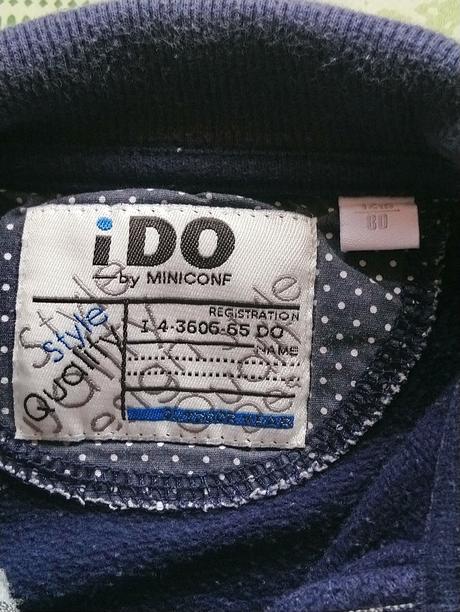 iDO
by MINICONF
REGISTRATION
I 4-3606-65 DO
NAME
Style
Quality
80